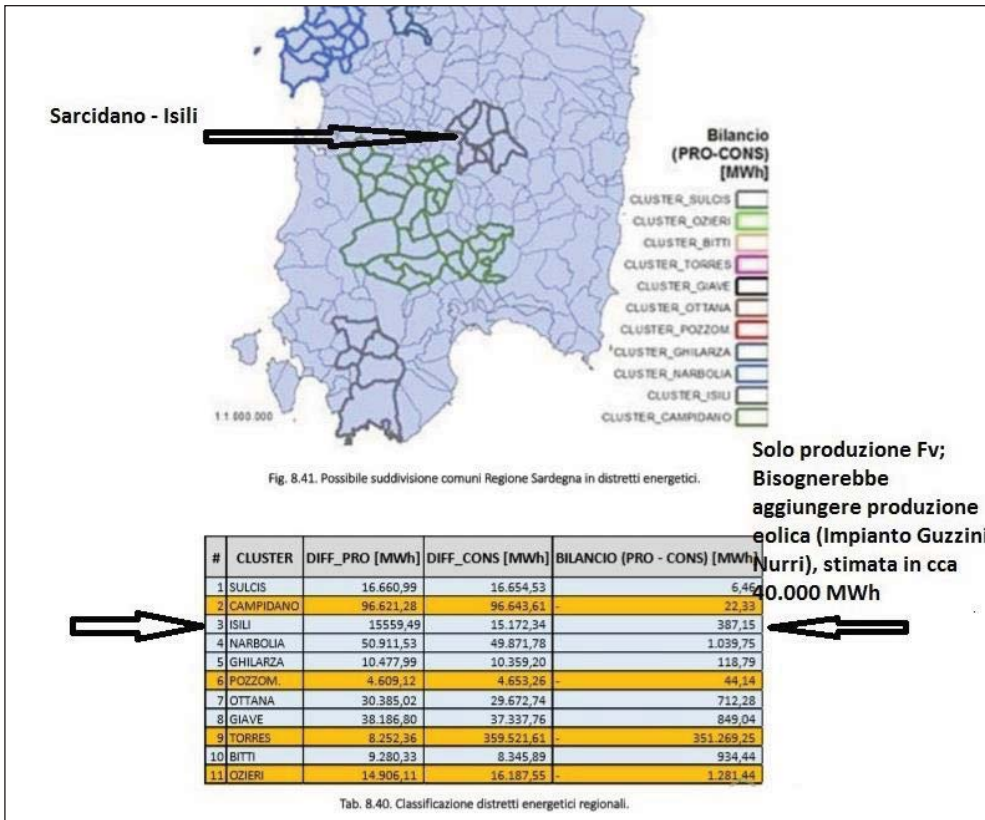 Sarcidano - Isili
Bilancio
(PRO-CONS)
[MWh]
CLUSTER_SULCIS
CLUSTER_OZIERI
CLUSTER_BITTI
CLUSTER_TORRES
CLUSTER_GIAVE
CLUSTER_OTTANA
CLUSTER_POZZOM.
CLUSTER_GHILARZA
CLUSTER_NARBOLIA
CLUSTER_ISILI
CLUSTER_CAMPIDANO
1:1.000.000
Fig. 8.41. Possibile suddivisione comuni Regione Sardegna in distretti energetici.
Solo produzione Fv;
Bisognerebbe
aggiungere produzione
eolica (Impianto Guzzini
Nurri), stimata in cca
40.000 MWh
# CLUSTER DIFF_PRO [MWh] DIFF_CONS [MWh] BILANCIO (PRO - CONS) [MWh]
1 SULCIS 16.660,99 16.654,53 6,46
2 CAMPIDANO 96.621,28 96.643,61 - 22,33
3 ISILI 15559,49 15.172,34 387,15
4 NARBOLIA 50.911,53 49.871,78 1.039,75
5 GHILARZA 10.477,99 10.359,20 118,79
6 POZZOM. 4.609,12 4.653,26 - 44,14
7 OTTANA 30.385,02 29.672,74 712,28
8 GIAVE 38.186,80 37.337,76 849,04
9 TORRES 8.252,36 359.521,61 - 351.269,25
10 BITTI 9.280,33 8.345,89 934,44
11 OZIERI 14.906,11 16.187,55 - 1.281,44
Tab. 8.40. Classificazione distretti energetici regionali.